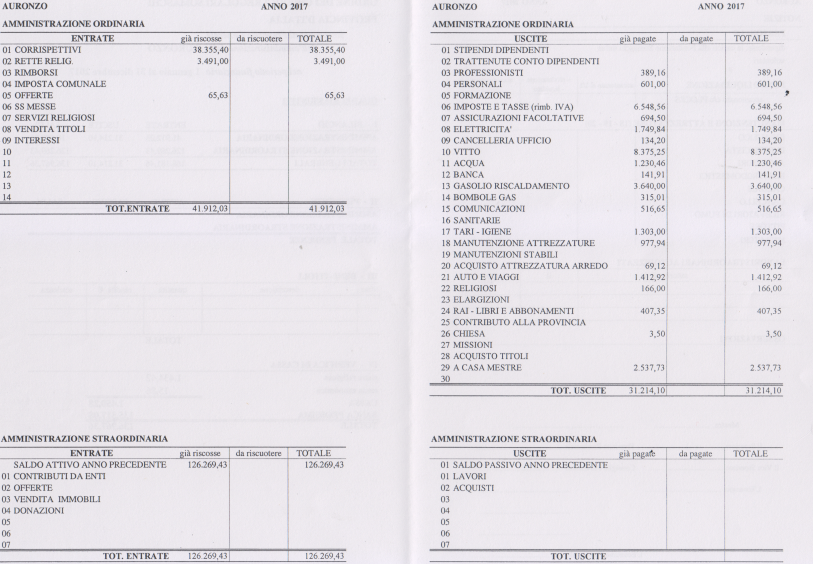 AURONZO ANNO 2017
AMMINISTRAZIONE ORDINARIA
ENTRATE già riscosse da riscuotere TOTALE
01 CORRISPETTIVI 38.355,40 38.355,40
02 RETTE RELIG. 3.491,00 3.491,00
03 RIMBORSI
04 IMPOSTA COMUNALE
05 OFFERTE 65,63 65,63
06 SS MESSE
07 SERVIZI RELIGIOSI
08 VENDITA TITOLI
09 INTERESSI
10
11
12
13
14
TOT.ENTRATE 41.912,03 41.912,03
AMMINISTRAZIONE STRAORDINARIA
ENTRATE già riscosse da riscuotere TOTALE
SALDO ATTIVO ANNO PRECEDENTE 126.269,43 126.269,43
01 CONTRIBUTI DA ENTI
02 OFFERTE
03 VENDITA IMMOBILI
04 DONAZIONI
05
06
07
TOT. ENTRATE 126.269,43 126.269,43
AURONZO ANNO 2017
AMMINISTRAZIONE ORDINARIA
USCITE già pagate da pagate TOTALE
01 STIPENDI DIPENDENTI
02 TRATTENUTE CONTO DIPENDENTI
03 PROFESSIONISTI 389,16 389,16
04 PERSONALI 601,00 601,00
05 FORMAZIONE
06 IMPOSTE E TASSE (rimb. IVA) 6.548,56 6.548,56
07 ASSICURAZIONI FACOLTATIVE 694,50 694,50
08 ELETTRICITA' 1.749,84 1.749,84
09 CANCELLERIA UFFICIO 134,20 134,20
10 VITTO 8.375,25 8.375,25
11 ACQUA 1.230,46 1.230,46
12 BANCA 141,91 141,91
13 GASOLIO RISCALDAMENTO 3.640,00 3.640,00
14 BOMBOLE GAS 315,01 315,01
15 COMUNICAZIONI 516,65 516,65
16 SANITARIE
17 TARI - IGIENE 1.303,00 1.303,00
18 MANUTENZIONE ATTREZZATURE 977,94 977,94
19 MANUTENZIONI STABILI
20 ACQUISTO ATTREZZATURA ARREDO 69,12 69,12
21 AUTO E VIAGGI 1.412,92 1.412,92
22 RELIGIOSI 166,00 166,00
23 ELARGIZIONI
24 RAI - LIBRI E ABBONAMENTI 407,35 407,35
25 CONTRIBUTO ALLA PROVINCIA
26 CHIESA 3,50 3,50
27 MISSIONI
28 ACQUISTO TITOLI
29 A CASA MESTRE 2.537,73 2.537,73
30
TOT. USCITE 31.214,10 31.214,10
AMMINISTRAZIONE STRAORDINARIA
USCITE già pagate da pagate TOTALE
01 SALDO PASSIVO ANNO PRECEDENTE
01 LAVORI
02 ACQUISTI
03
04
05
06
07
TOT. USCITE